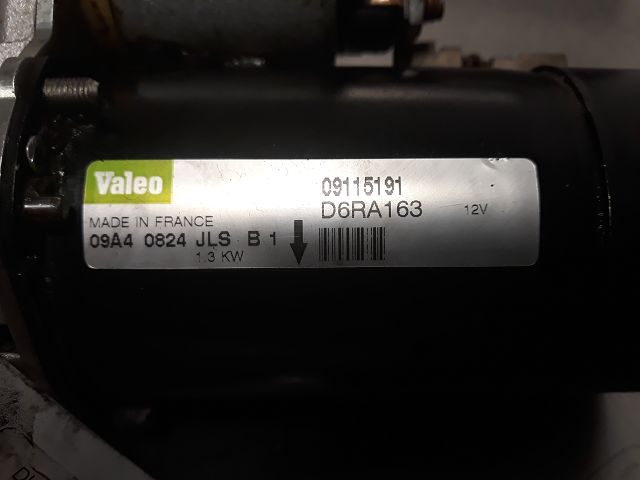 Valeo
09115191
D6RA163 12V
MADE IN FRANCE
09A4 0824 JLS B 1
1.3 KW